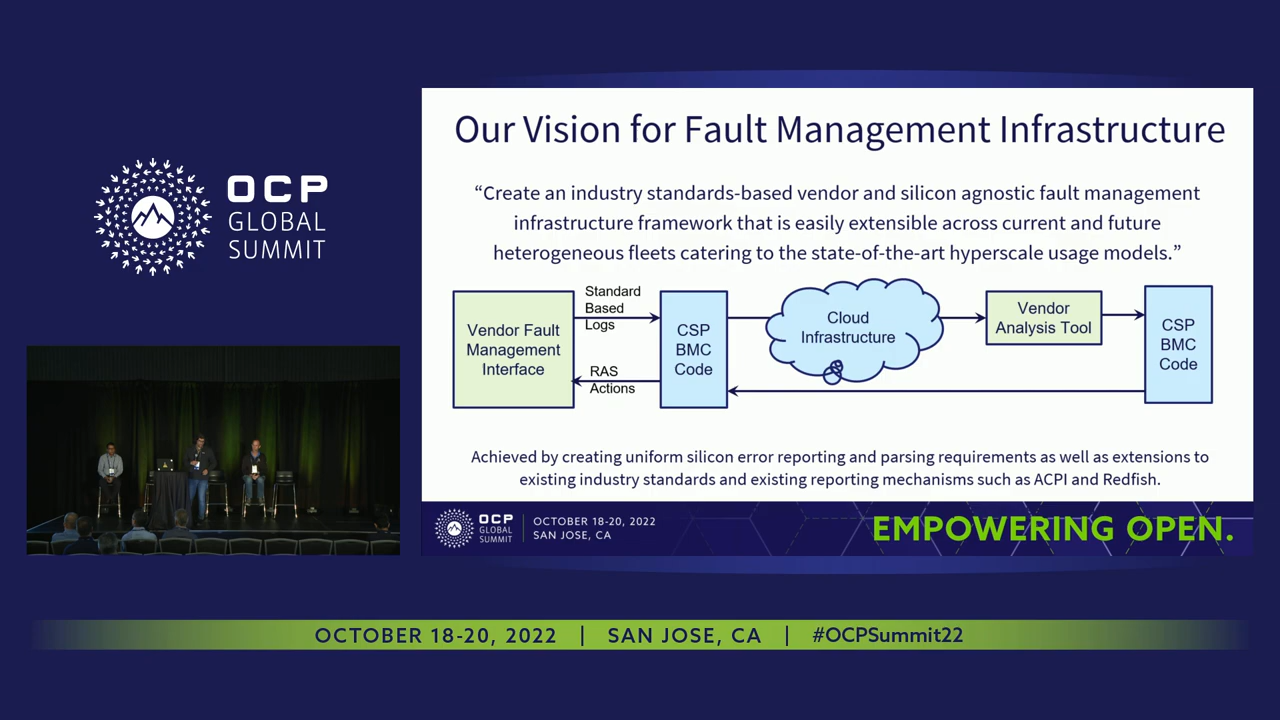 OCP
GLOBAL
SUMMIT
Our Vision for Fault Management Infrastructure
“Create an industry standards-based vendor and silicon agnostic fault management
infrastructure framework that is easily extensible across current and future
heterogeneous fleets catering to the state-of-the-art hyperscale usage models.”
Vendor Fault
Management
Interface
Standard
Based
Logs
RAS
Actions
CSP
BMC
Code
Cloud
Infrastructure
Vendor
Analysis Tool
CSP
BMC
Code
Achieved by creating uniform silicon error reporting and parsing requirements as well as extensions to
existing industry standards and existing reporting mechanisms such as ACPI and Redfish.
OCP
GLOBAL
SUMMIT
OCTOBER 18-20, 2022
SAN JOSE, CA
EMPOWERING OPEN.
OCTOBER 18-20, 2022 | SAN JOSE, CA | #OCPSummit22